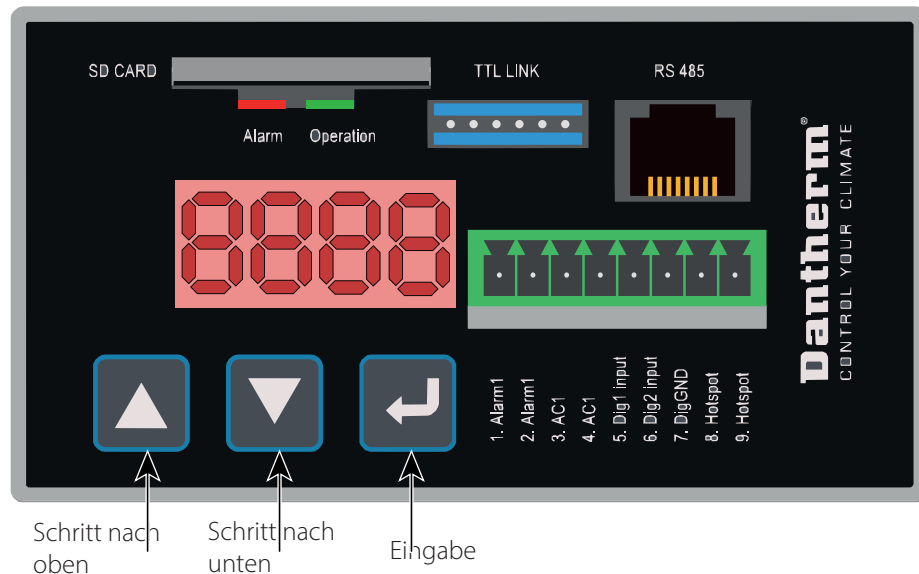 SD CARD
TTL LINK
RS 485
Alarm
Operation
8888
1. Alarm1
2. Alarm1
3. AC1
4. AC1
5. Dig1 input
6. Dig2 input
7. DigGND
8. Hotspot
9. Hotspot
Dantherm®
CONTROL YOUR CLIMATE
Schritt nach
oben
Schritt nach
unten
Eingabe